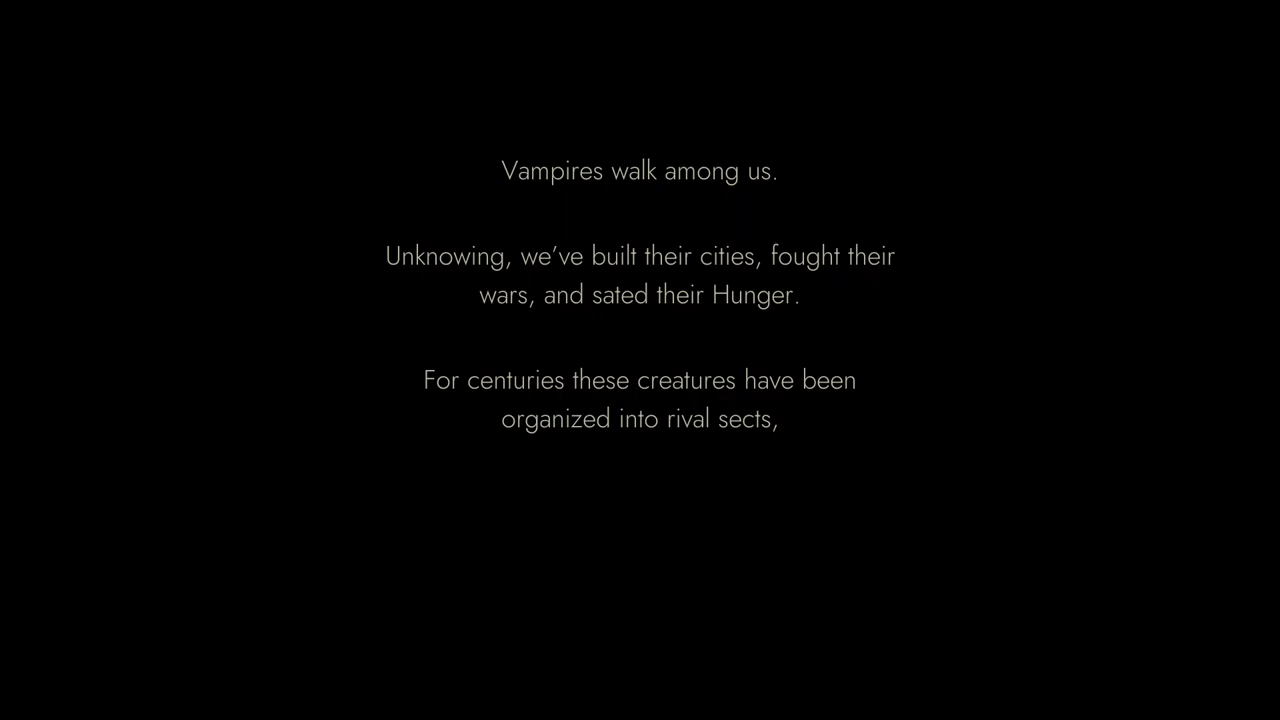 Vampires walk among us.
Unknowing, we’ve built their cities, fought their
wars, and sated their Hunger.
For centuries these creatures have been
organized into rival sects,